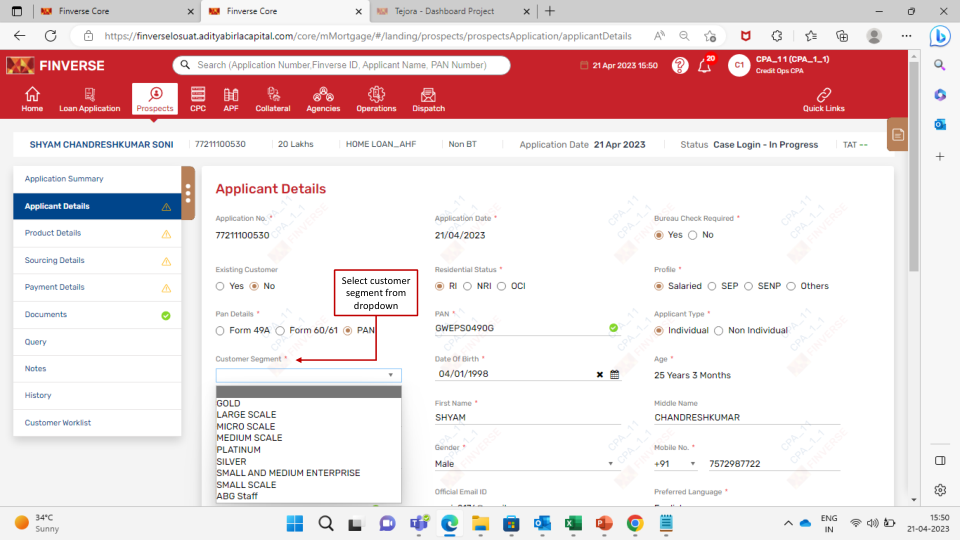 Finverse Core
Finverse Core
Tejora - Dashboard Project
https://finverselosuat.adityabirlacapital.com/core/mMortgage/#/landing/prospects/prospectsApplication/applicantDetails
FINVERSE
Search (Application Number,Finverse ID, Applicant Name, PAN Number)
21 Apr 2023 15:50
20
C1
CPA_11 (CPA_1_1)
Credit Ops CPA
Home
Loan Application
Prospects
CPC
APF
Collateral
Agencies
Operations
Dispatch
Quick Links
SHYAM CHANDRESHKUMAR SONI
77211100530
20 Lakhs
HOME LOAN_AHF
Non BT
Application Date 21 Apr 2023
Status Case Login - In Progress
TAT --
Application Summary
Applicant Details
Product Details
Sourcing Details
Payment Details
Documents
Query
Notes
History
Customer Worklist
Applicant Details
Application No. *
77211100530
Application Date *
21/04/2023
Bureau Check Required *
Yes
No
Existing Customer
Yes
No
Residential Status *
RI
NRI
OCI
Profile *
Salaried
SEP
SENP
Others
Select customer
segment from
dropdown
Pan Details *
Form 49A
Form 60/61
PAN
PAN *
GWEPS0490G
Applicant Type *
Individual
Non Individual
Customer Segment *
Date Of Birth *
04/01/1998
Age *
25 Years 3 Months
GOLD
LARGE SCALE
MICRO SCALE
MEDIUM SCALE
PLATINUM
SILVER
SMALL AND MEDIUM ENTERPRISE
SMALL SCALE
ABG Staff
First Name *
SHYAM
Middle Name
CHANDRESHKUMAR
Gender *
Male
Mobile No. *
+91
7572987722
Official Email ID
Preferred Language *
34°C
Sunny
ENG
IN
15:50
21-04-2023